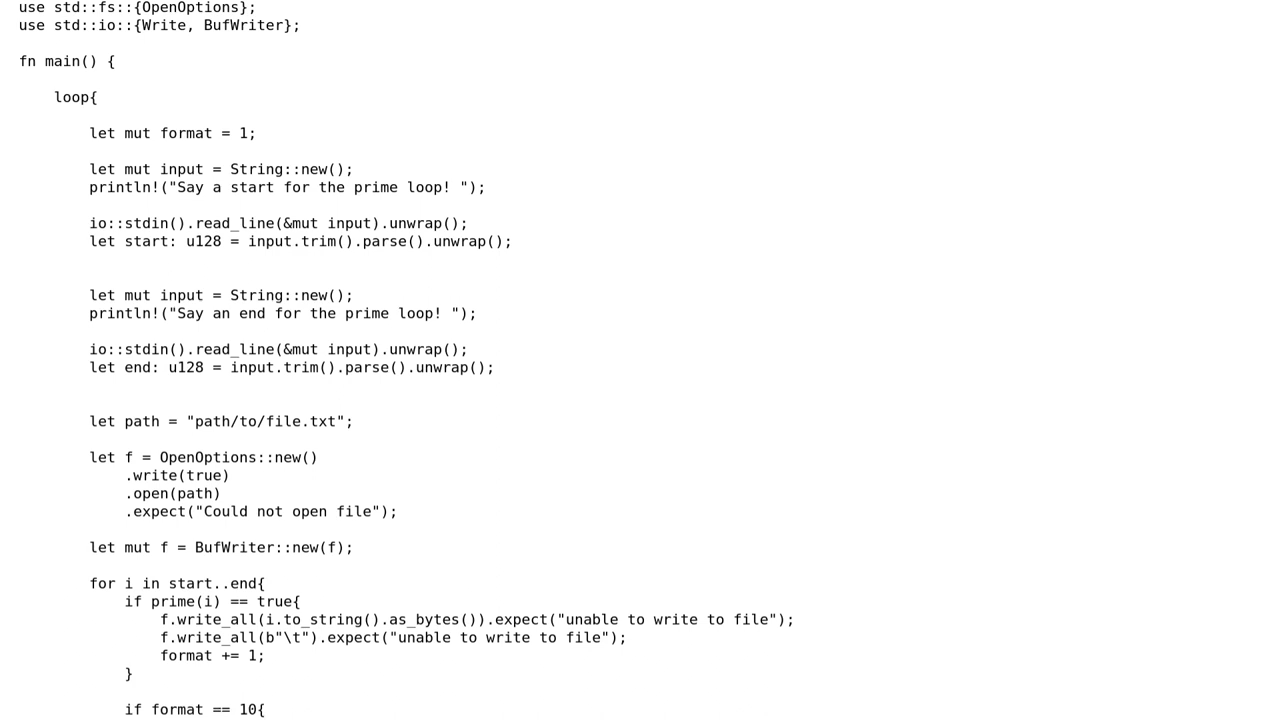 use std::fs::{OpenOptions};
use std::io::{Write, BufWriter};
fn main() {
loop{
let mut format = 1;
let mut input = String::new();
println!("Say a start for the prime loop! ");
io::stdin().read_line(&mut input).unwrap();
let start: u128 = input.trim().parse().unwrap();
let mut input = String::new();
println!("Say an end for the prime loop! ");
io::stdin().read_line(&mut input).unwrap();
let end: u128 = input.trim().parse().unwrap();
let path = "path/to/file.txt";
let f = OpenOptions::new()
.write(true)
.open(path)
.expect("Could not open file");
let mut f = BufWriter::new(f);
for i in start..end{
if prime(i) == true{
f.write_all(i.to_string().as_bytes()).expect("unable to write to file");
f.write_all(b"\t").expect("unable to write to file");
format += 1;
}
if format == 10{